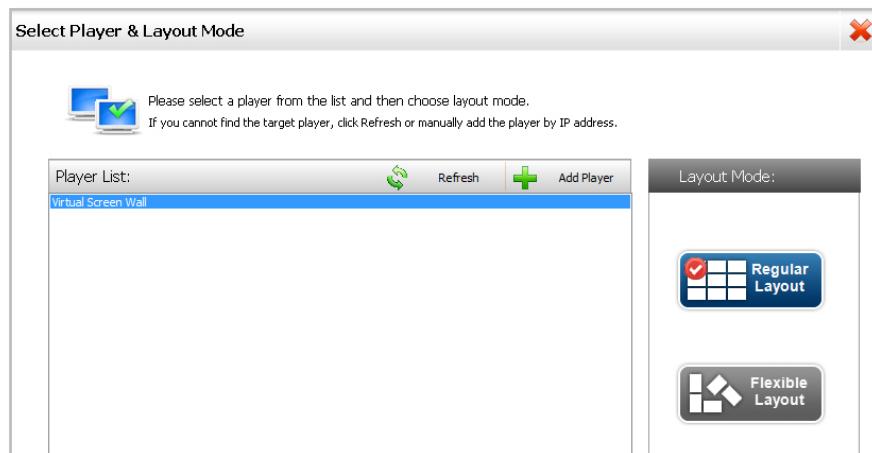 Select Player & Layout Mode
Please select a player from the list and then choose layout mode.
If you cannot find the target player, click Refresh or manually add the player by IP address.
Player List:
Refresh
Add Player
Layout Mode:
Virtual Screen Wall
Regular
Layout
Flexible
Layout